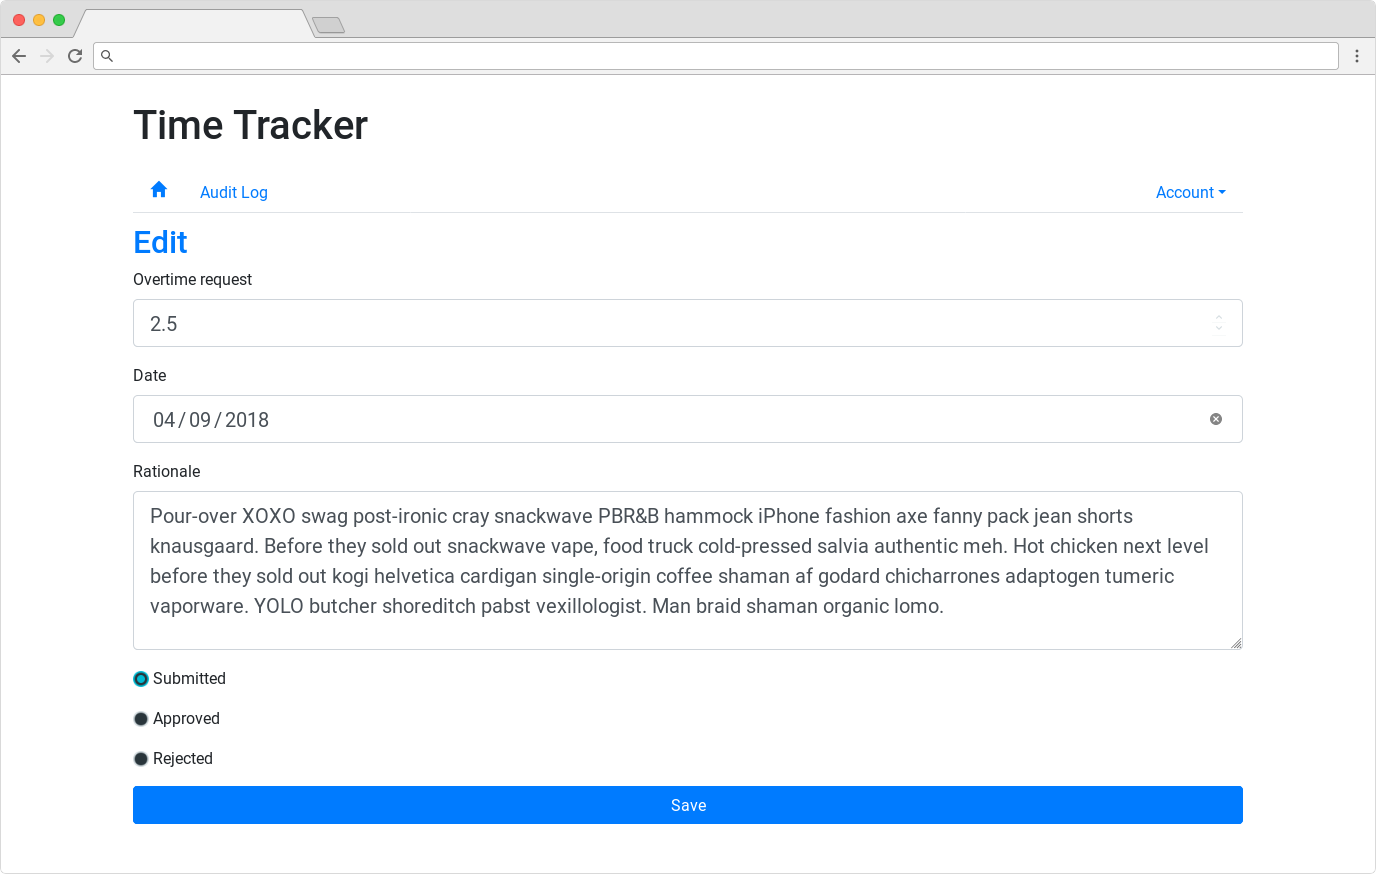 Time Tracker
Audit Log
Account
Edit
Overtime request
2.5
Date
04/09/2018
Rationale
Pour-over XOXO swag post-ironic cray snackwave PBR&B hammock iPhone fashion axe fanny pack jean shorts
knausgaard. Before they sold out snackwave vape, food truck cold-pressed salvia authentic meh. Hot chicken next level
before they sold out kogi helvetica cardigan single-origin coffee shaman af godard chicharrones adaptogen tumeric
vaporware. YOLO butcher shoreditch pabst vexillologist. Man braid shaman organic lomo.
Submitted
Approved
Rejected
Save